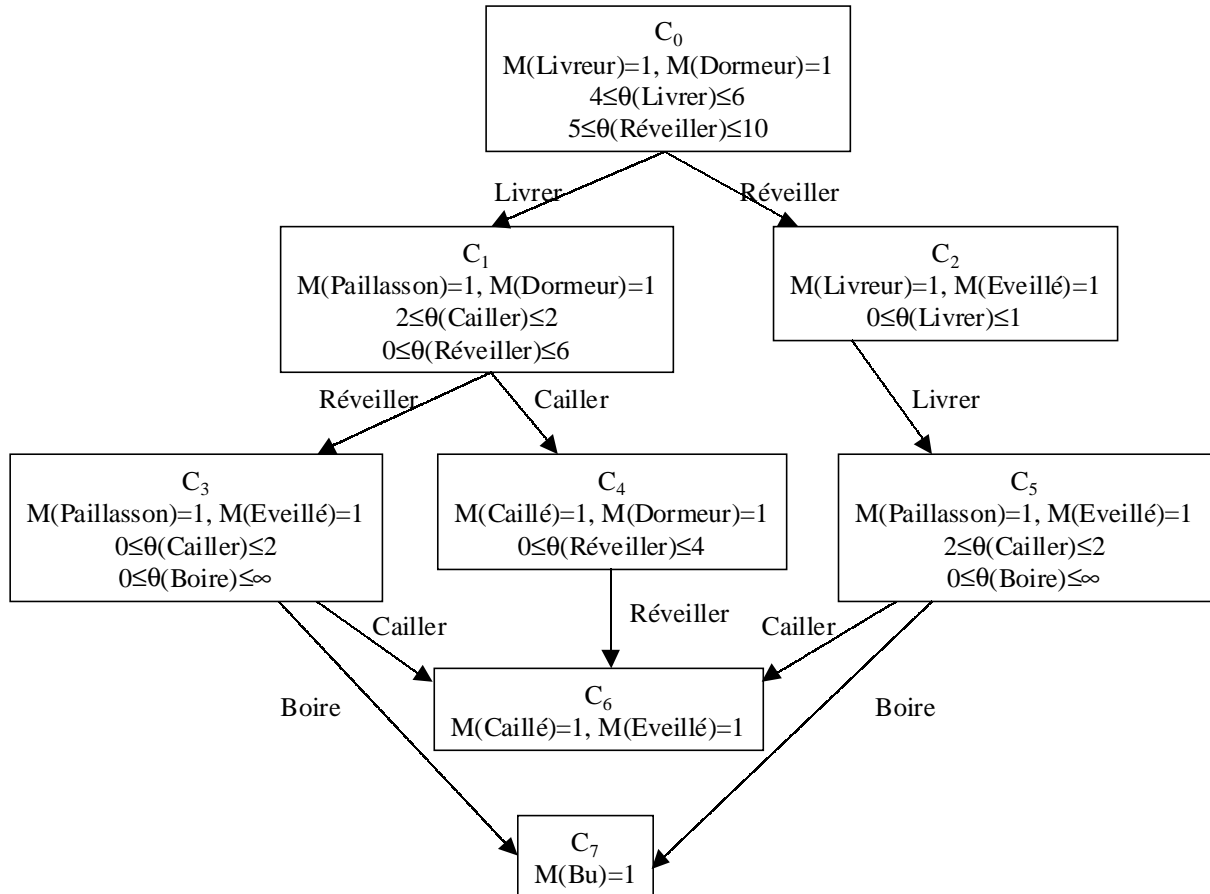 C₀
M(Livreur)=1, M(Dormeur)=1
4≤θ(Livrer)≤6
5≤θ(Réveiller)≤10
Livrer
Réveiller
C₁
M(Paillasson)=1, M(Dormeur)=1
2≤θ(Cailler)≤2
0≤θ(Réveiller)≤6
C₂
M(Livreur)=1, M(Eveillé)=1
0≤θ(Livrer)≤1
Réveiller
Cailler
Livrer
C₃
M(Paillasson)=1, M(Eveillé)=1
0≤θ(Cailler)≤2
0≤θ(Boire)≤∞
C₄
M(Caillé)=1, M(Dormeur)=1
0≤θ(Réveiller)≤4
C₅
M(Paillasson)=1, M(Eveillé)=1
2≤θ(Cailler)≤2
0≤θ(Boire)≤∞
Cailler
Réveiller
Cailler
Boire
Boire
C₆
M(Caillé)=1, M(Eveillé)=1
C₇
M(Bu)=1